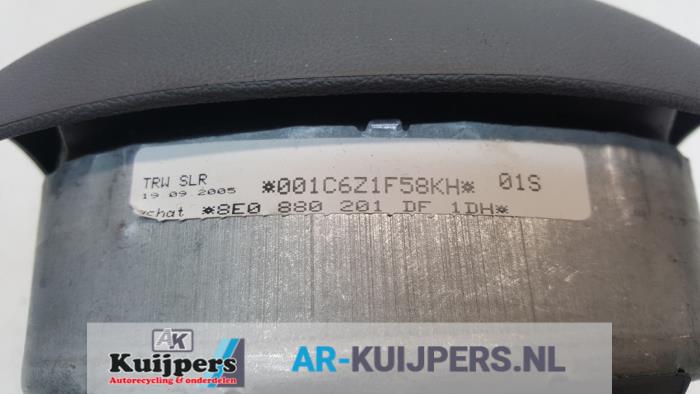 TRW SLR
19 09 2005
*001C6Z1F58KH* 01S
*8E0 880 201 DF 1DH*
AK
Kuijpers
Autorecycling & onderdelen
AR-KUIJPERS.NL